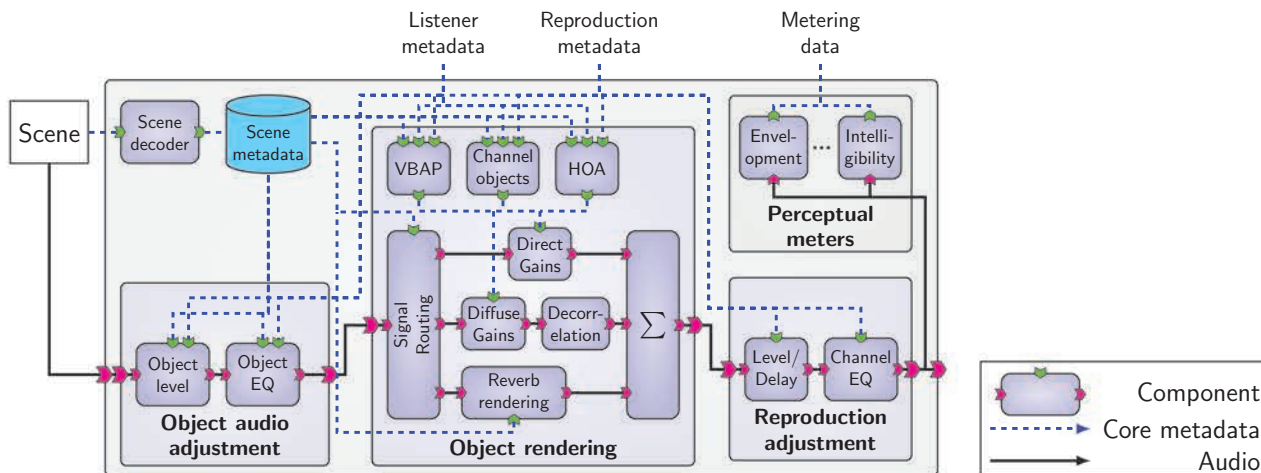 Listener
metadata
Reproduction
metadata
Metering
data
Scene
Scene
decoder
Scene
metadata
VBAP
Channel
objects
HOA
Envel-
opment
...
Intelli-
gibility
Perceptual
meters
Signal
Routing
Direct
Gains
Diffuse
Gains
Decorr-
elation
Σ
Reverb
rendering
Object rendering
Object
level
Object
EQ
Object audio
adjustment
Level/
Delay
Channel
EQ
Reproduction
adjustment
Component
Core metadata
Audio